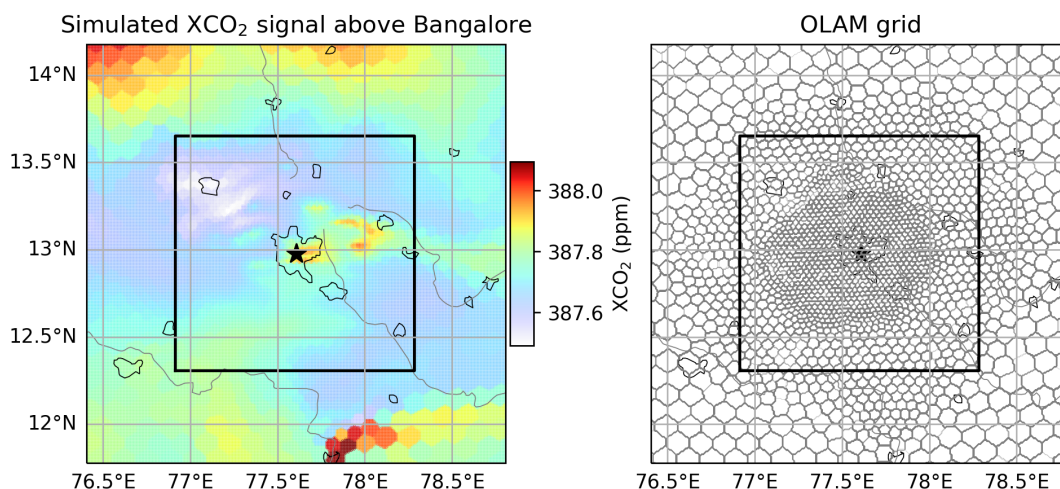 Simulated XCO₂ signal above Bangalore
14°N
13.5°N
13°N
12.5°N
12°N
76.5°E 77°E 77.5°E 78°E 78.5°E
388.0
387.8
387.6
XCO₂ (ppm)
OLAM grid
76.5°E 77°E 77.5°E 78°E 78.5°E